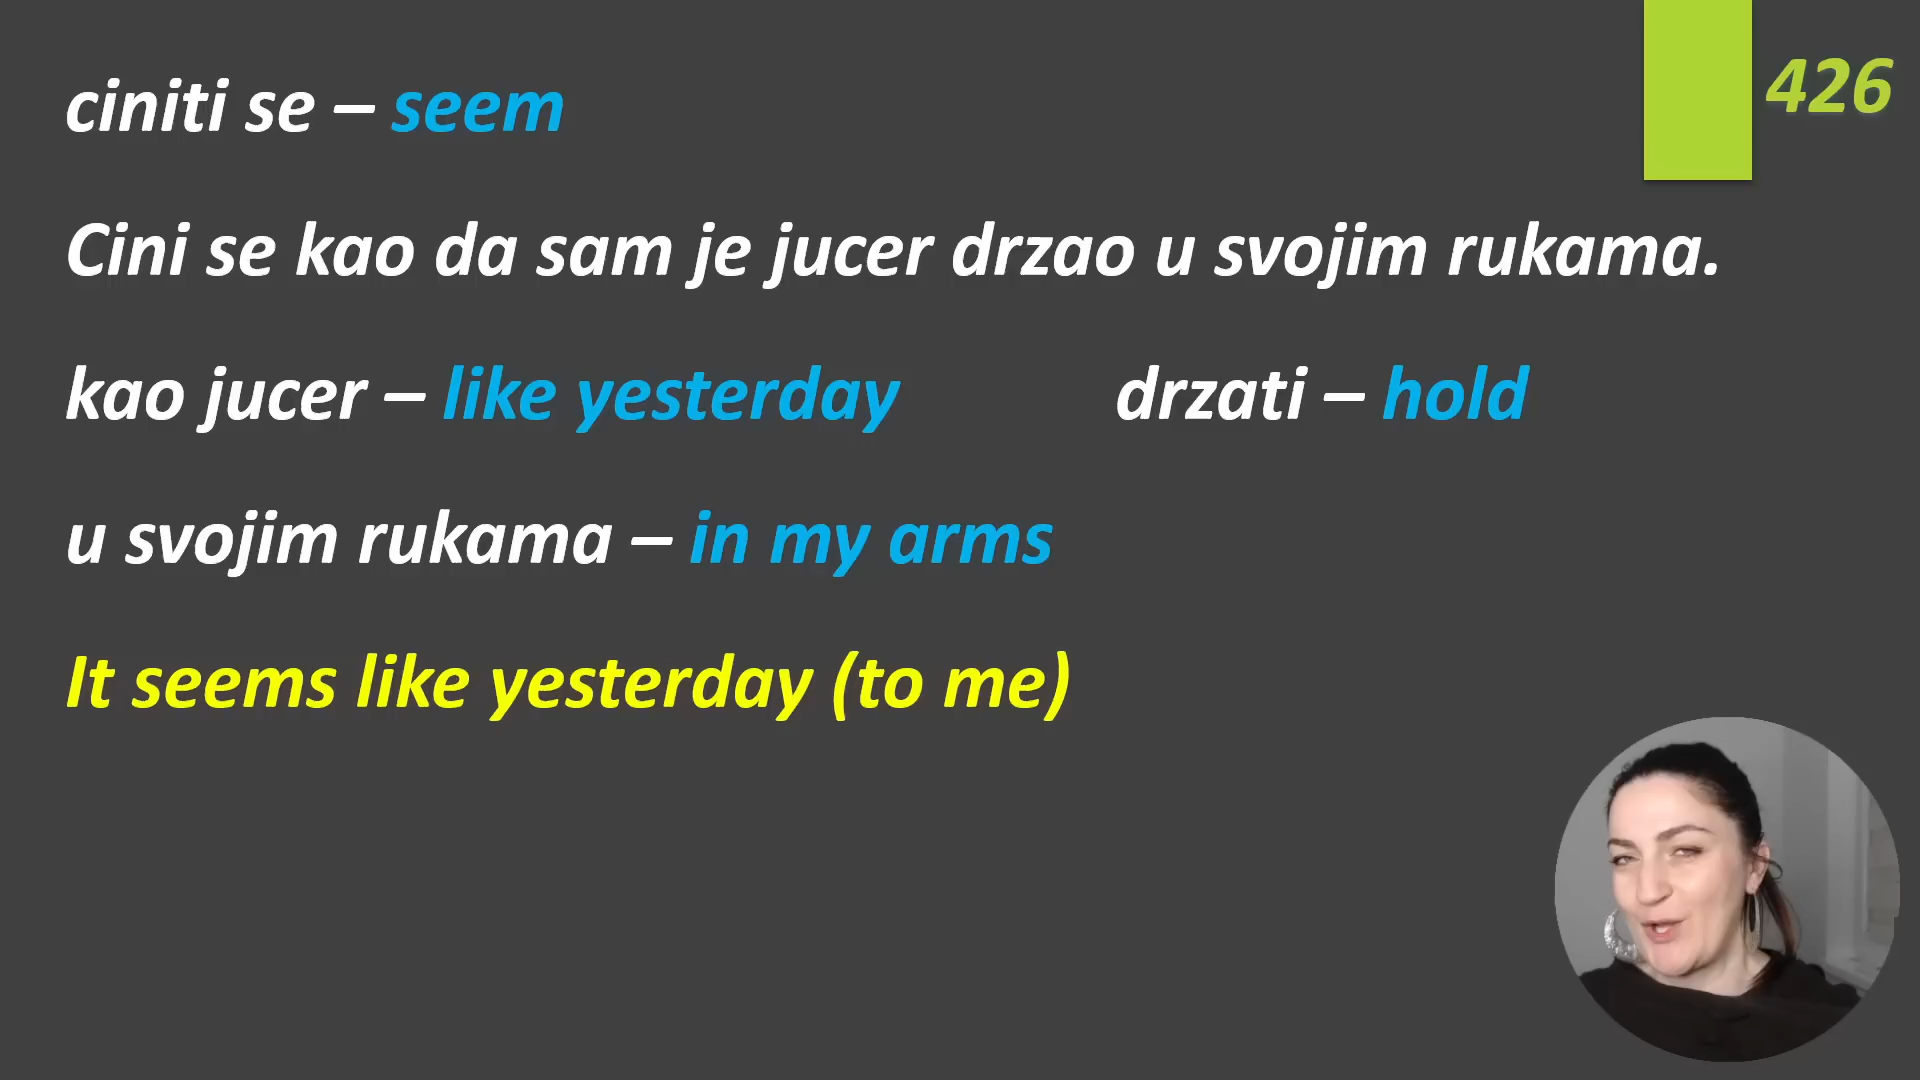 426
ciniti se – seem
Cini se kao da sam je jucer drzao u svojim rukama.
kao jucer – like yesterday drzati – hold
u svojim rukama – in my arms
It seems like yesterday (to me)